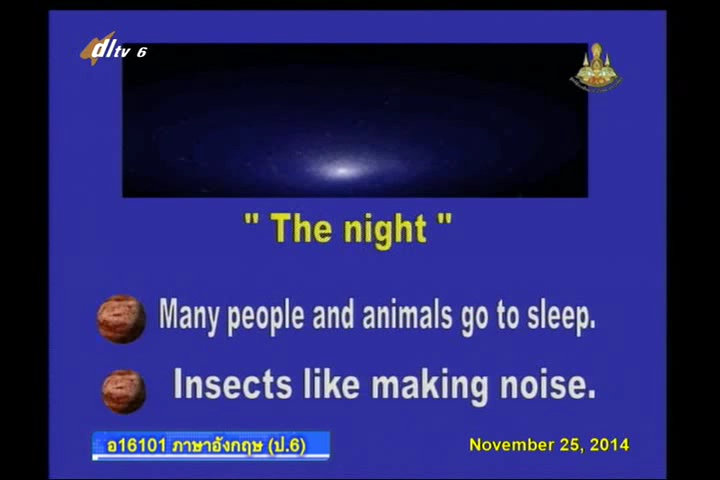 dltv 6
" The night "
Many people and animals go to sleep.
Insects like making noise.
อ16101 ภาษาอังกฤษ (ป.6)
November 25, 2014